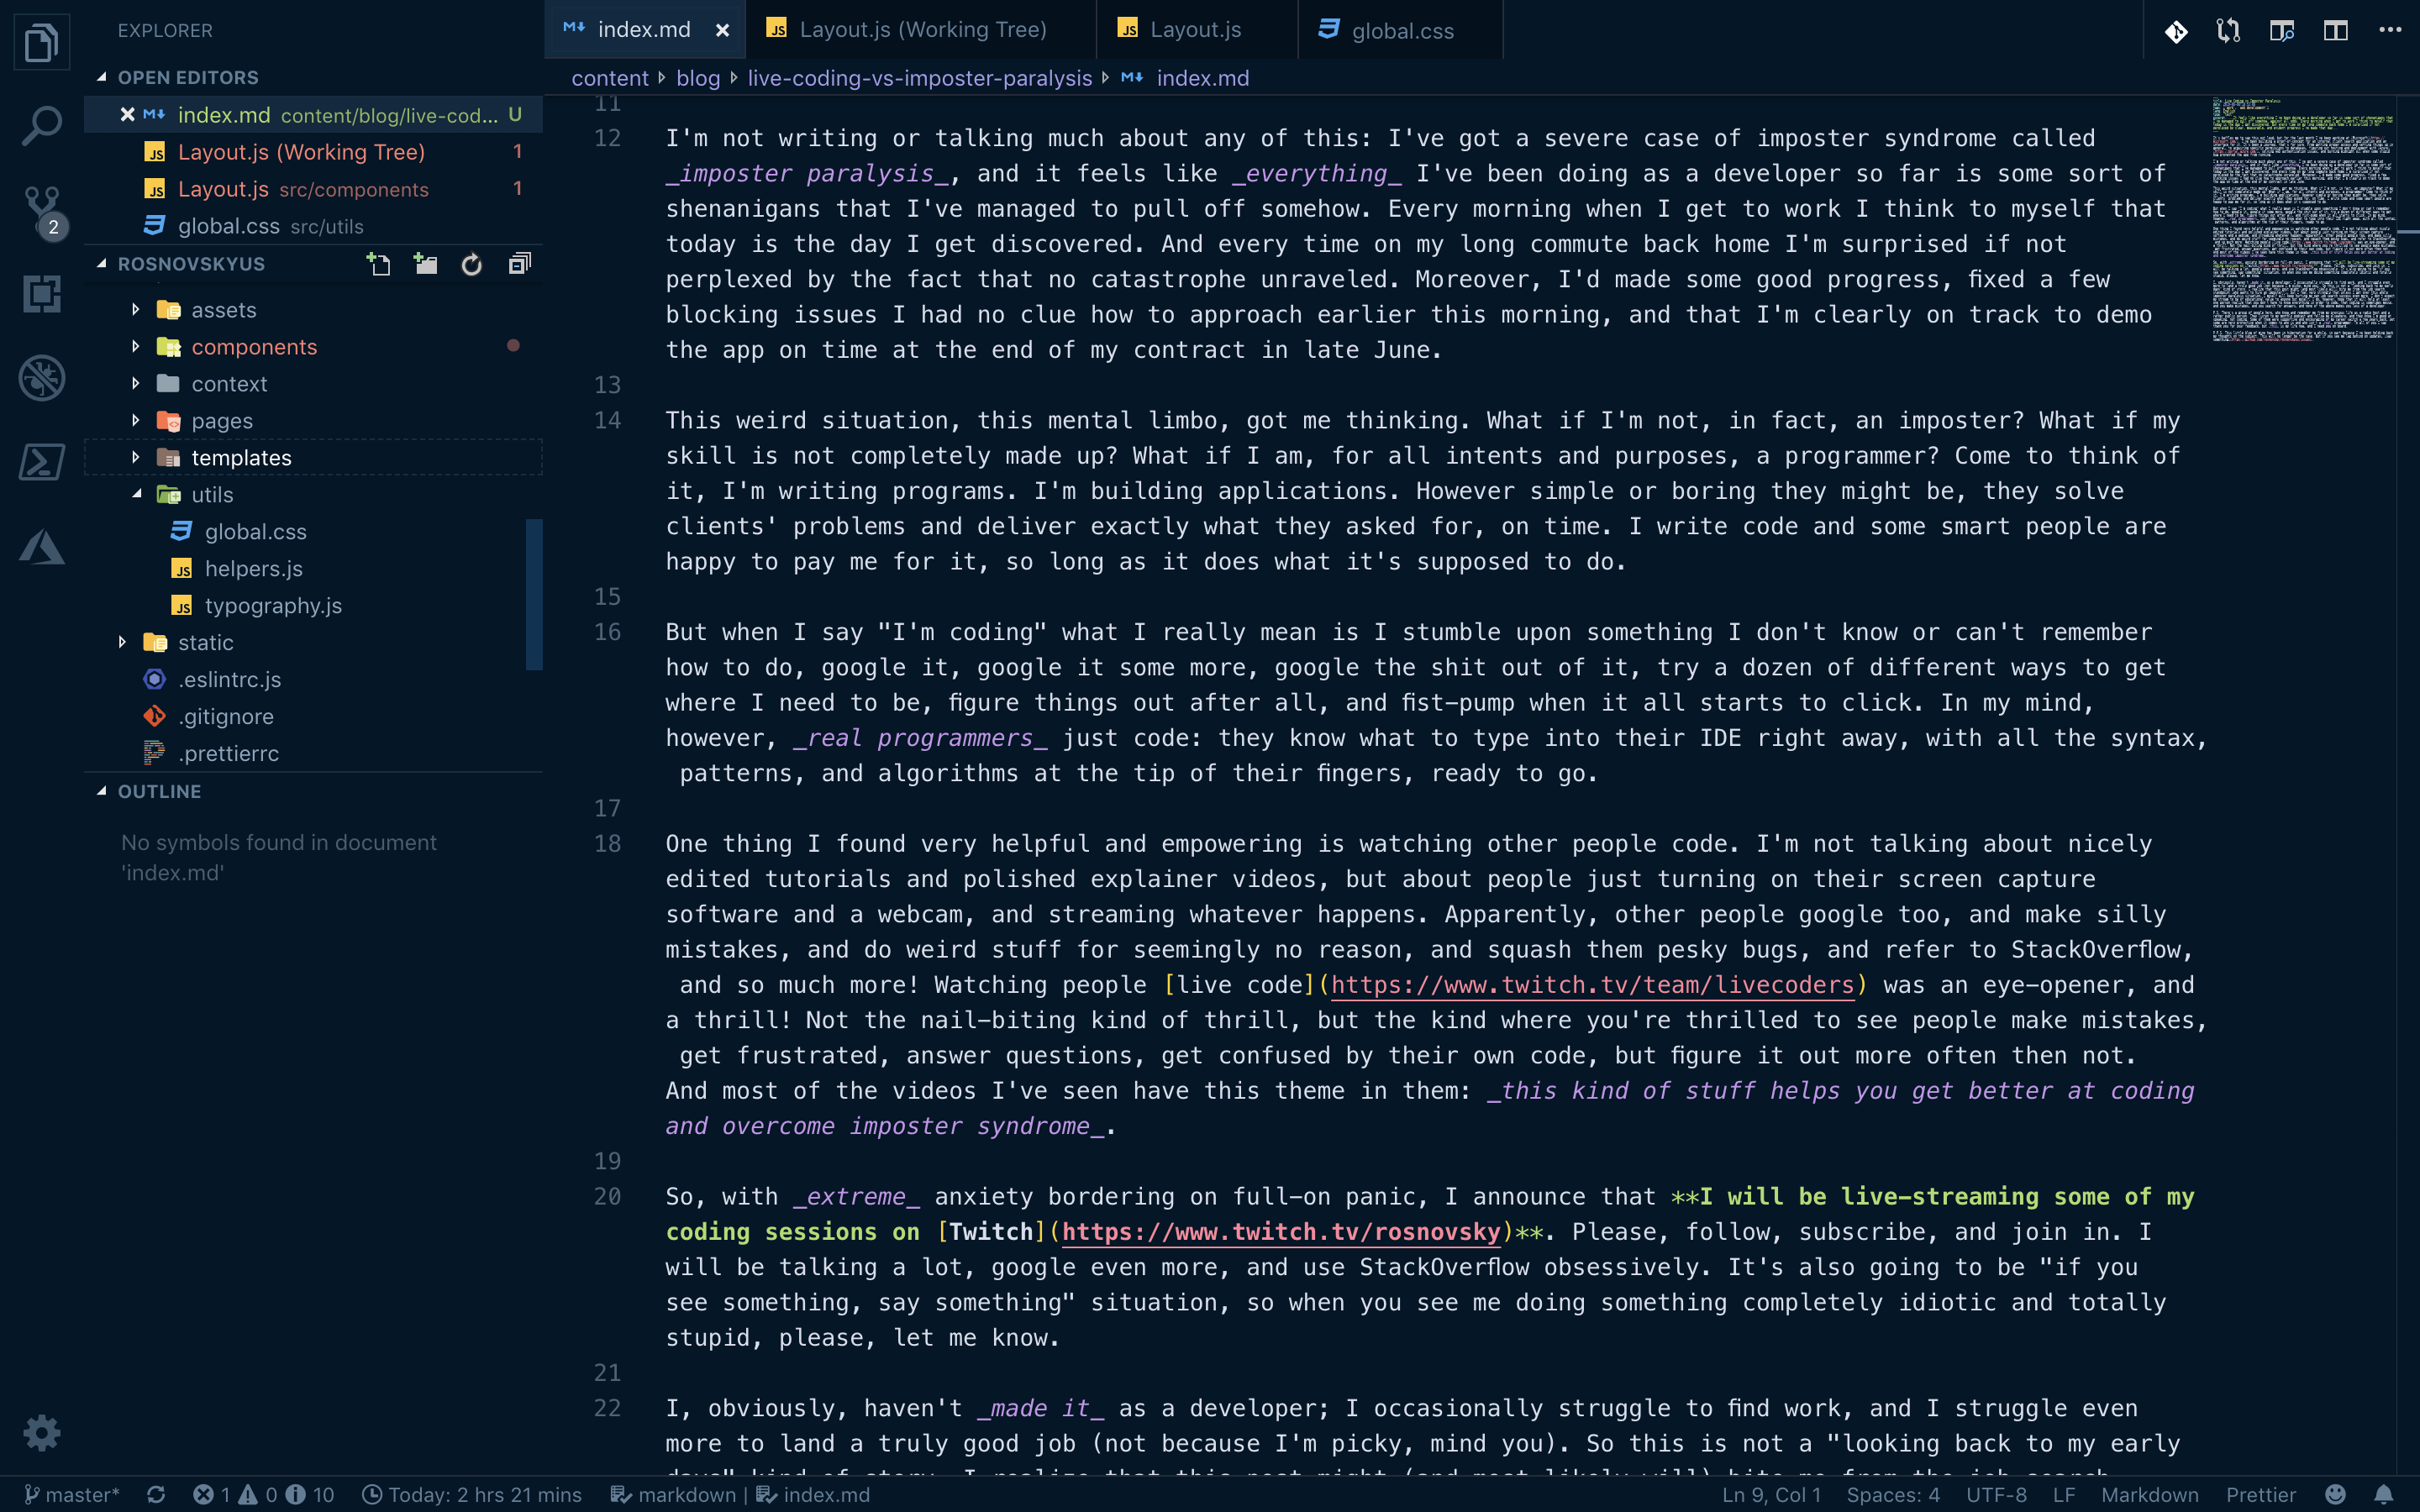 EXPLORER
OPEN EDITORS
index.md content/blog/live-cod... U
Layout.js (Working Tree) 1
Layout.js src/components 1
global.css src/utils
2
ROSNOVSKYUS
assets
components
context
pages
templates
utils
global.css
helpers.js
typography.js
static
.eslintrc.js
.gitignore
.prettierrc
OUTLINE
No symbols found in document
'index.md'
index.md
Layout.js (Working Tree)
Layout.js
global.css
content blog live-coding-vs-imposter-paralysis index.md
11
12 I'm not writing or talking much about any of this: I've got a severe case of imposter syndrome called
_imposter paralysis_, and it feels like _everything_ I've been doing as a developer so far is some sort of
shenanigans that I've managed to pull off somehow. Every morning when I get to work I think to myself that
today is the day I get discovered. And every time on my long commute back home I'm surprised if not
perplexed by the fact that no catastrophe unraveled. Moreover, I'd made some good progress, fixed a few
blocking issues I had no clue how to approach earlier this morning, and that I'm clearly on track to demo
the app on time at the end of my contract in late June.
13
14 This weird situation, this mental limbo, got me thinking. What if I'm not, in fact, an imposter? What if my
skill is not completely made up? What if I am, for all intents and purposes, a programmer? Come to think of
it, I'm writing programs. I'm building applications. However simple or boring they might be, they solve
clients' problems and deliver exactly what they asked for, on time. I write code and some smart people are
happy to pay me for it, so long as it does what it's supposed to do.
15
16 But when I say "I'm coding" what I really mean is I stumble upon something I don't know or can't remember
how to do, google it, google it some more, google the shit out of it, try a dozen of different ways to get
where I need to be, figure things out after all, and fist-pump when it all starts to click. In my mind,
however, _real programmers_ just code: they know what to type into their IDE right away, with all the syntax,
patterns, and algorithms at the tip of their fingers, ready to go.
17
18 One thing I found very helpful and empowering is watching other people code. I'm not talking about nicely
edited tutorials and polished explainer videos, but about people just turning on their screen capture
software and a webcam, and streaming whatever happens. Apparently, other people google too, and make silly
mistakes, and do weird stuff for seemingly no reason, and squash them pesky bugs, and refer to StackOverflow,
and so much more! Watching people [live code](https://www.twitch.tv/team/livecoders) was an eye-opener, and
a thrill! Not the nail-biting kind of thrill, but the kind where you're thrilled to see people make mistakes,
get frustrated, answer questions, get confused by their own code, but figure it out more often then not.
And most of the videos I've seen have this theme in them: _this kind of stuff helps you get better at coding
and overcome imposter syndrome_.
19
20 So, with _extreme_ anxiety bordering on full-on panic, I announce that **I will be live-streaming some of my
coding sessions on [Twitch](https://www.twitch.tv/rosnovsky)**. Please, follow, subscribe, and join in. I
will be talking a lot, google even more, and use StackOverflow obsessively. It's also going to be "if you
see something, say something" situation, so when you see me doing something completely idiotic and totally
stupid, please, let me know.
21
22 I, obviously, haven't _made it_ as a developer; I occasionally struggle to find work, and I struggle even
more to land a truly good job (not because I'm picky, mind you). So this is not a "looking back to my early
master* 1 0 10 Today: 2 hrs 21 mins markdown | index.md Ln 9, Col 1 Spaces: 4 UTF-8 LF Markdown Prettier